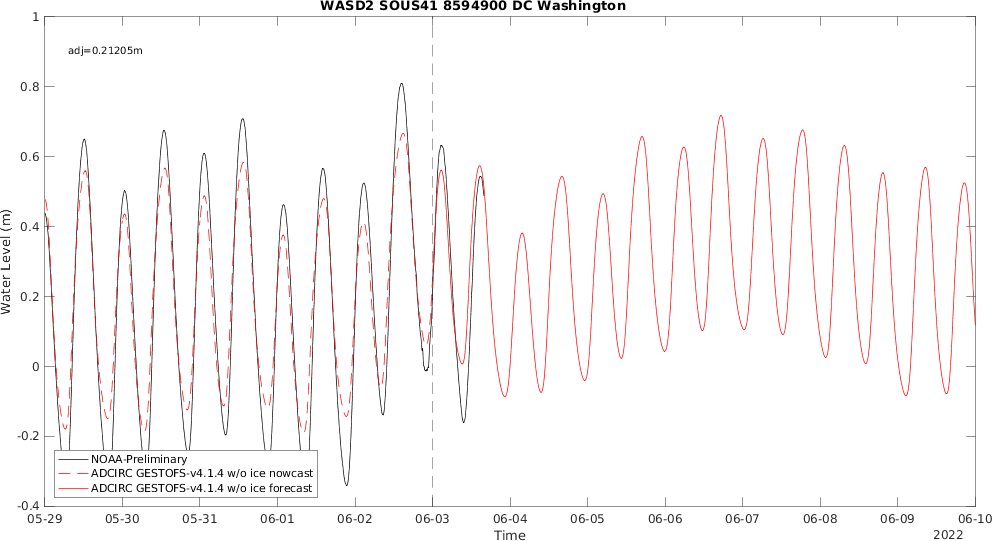 WASD2 SOUS41 8594900 DC Washington
adj=0.21205m
Water Level (m)
1
0.8
0.6
0.4
0.2
0
-0.2
-0.4
NOAA-Preliminary
ADCIRC GESTOFS-v4.1.4 w/o ice nowcast
ADCIRC GESTOFS-v4.1.4 w/o ice forecast
05-29 05-30 05-31 06-01 06-02 06-03 06-04 06-05 06-06 06-07 06-08 06-09 06-10
Time
2022